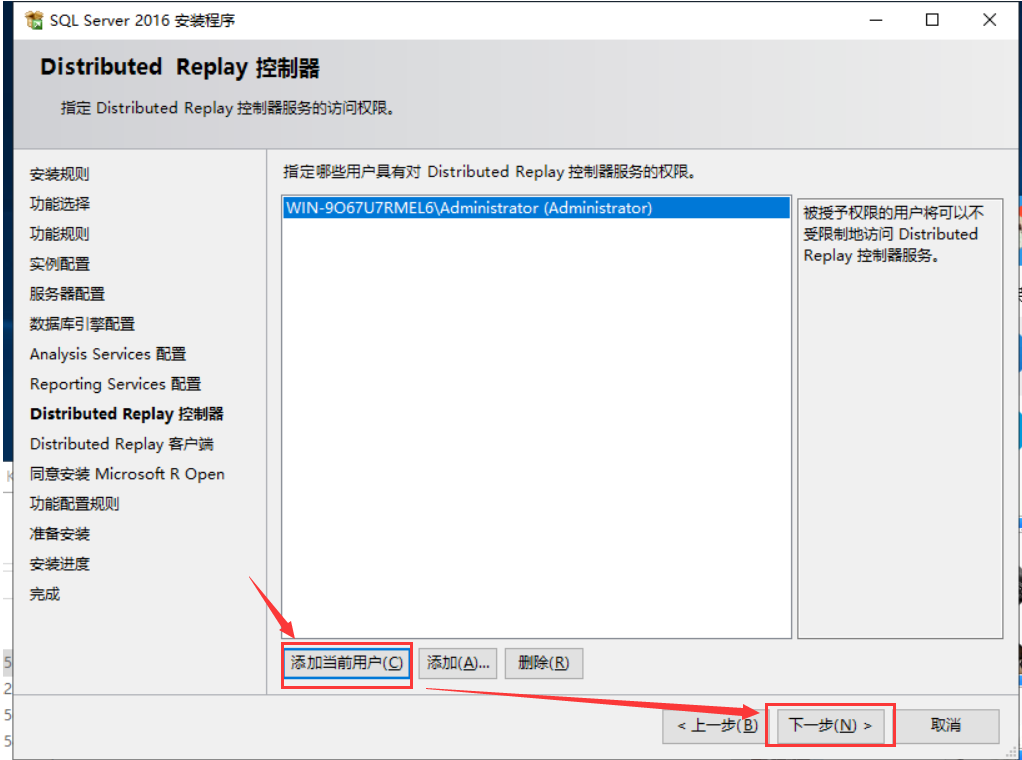 SQL Server 2016 安装程序
Distributed Replay 控制器
指定 Distributed Replay 控制器服务的访问权限。
安装规则
功能选择
功能规则
实例配置
服务器配置
数据库引擎配置
Analysis Services 配置
Reporting Services 配置
Distributed Replay 控制器
Distributed Replay 客户端
同意安装 Microsoft R Open
功能配置规则
准备安装
安装进度
完成
指定哪些用户具有对 Distributed Replay 控制器服务的权限。
WIN-9O67U7RMEL6\Administrator (Administrator)
被授予权限的用户将可以不
受限制地访问 Distributed
Replay 控制器服务。
添加当前用户(C) 添加(A)... 删除(R)
< 上一步(B) 下一步(N) > 取消